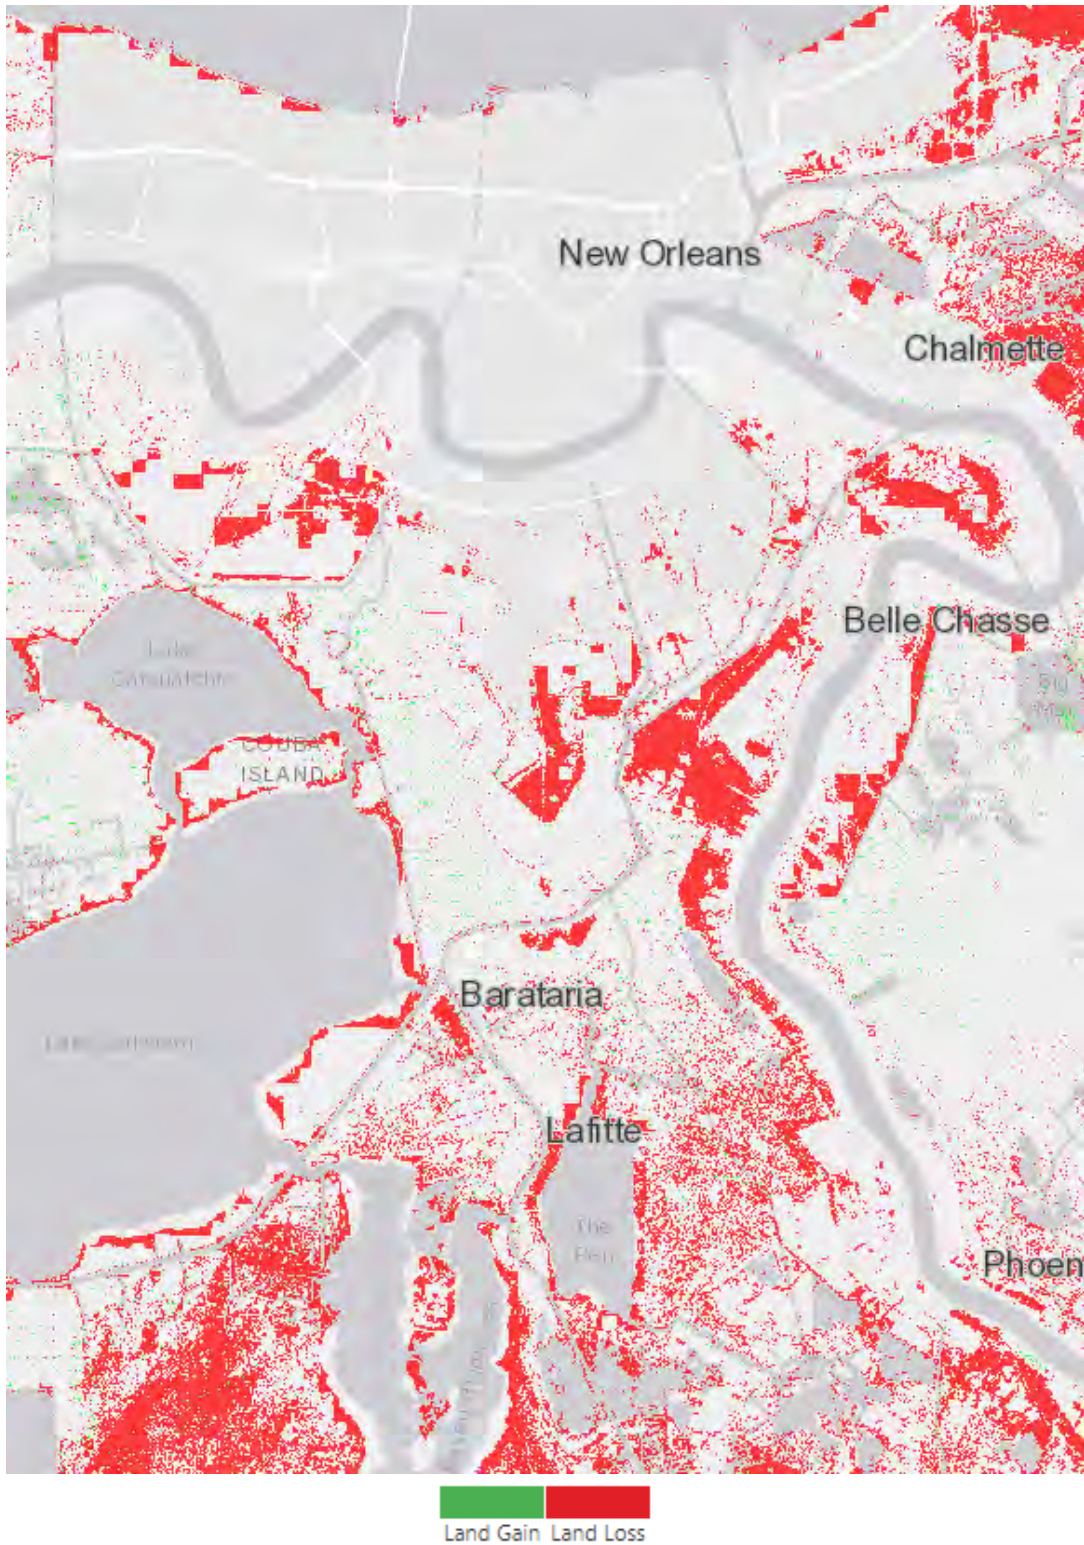 New Orleans
Chalmette
Belle Chasse
COUBA
ISLAND
Barataria
Lafitte
The
Pen
Phoen
Land Gain Land Loss